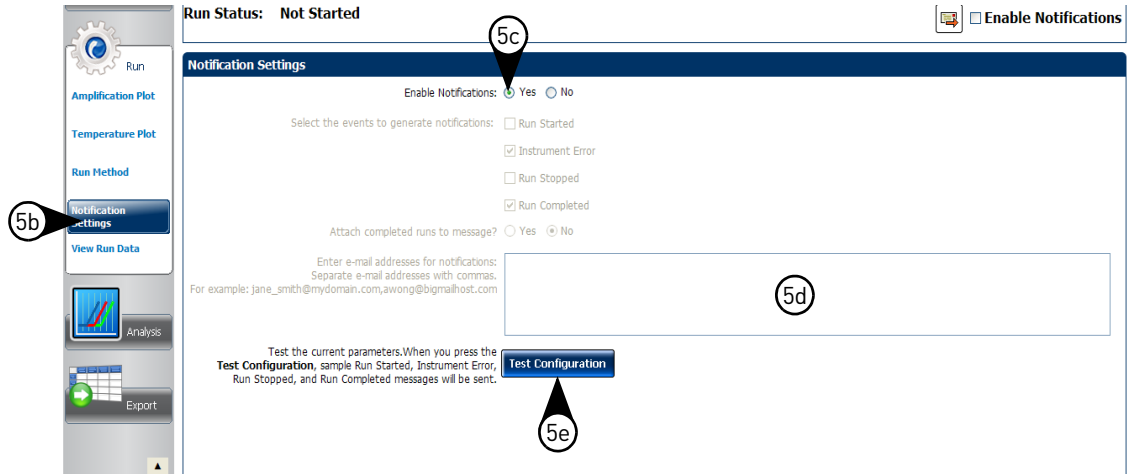 Run Status: Not Started
Enable Notifications
5c
Run
Notification Settings
Amplification Plot
Enable Notifications: Yes No
Select the events to generate notifications: Run Started
Temperature Plot
Instrument Error
Run Method
Run Stopped
Run Completed
5b
Notification
Settings
Attach completed runs to message? Yes No
View Run Data
Enter e-mail addresses for notifications:
Separate e-mail addresses with commas.
For example: jane_smith@mydomain.com,awong@bigmailhost.com
5d
Analysis
Test the current parameters.When you press the
Test Configuration, sample Run Started, Instrument Error,
Run Stopped, and Run Completed messages will be sent.
Test Configuration
Export
5e